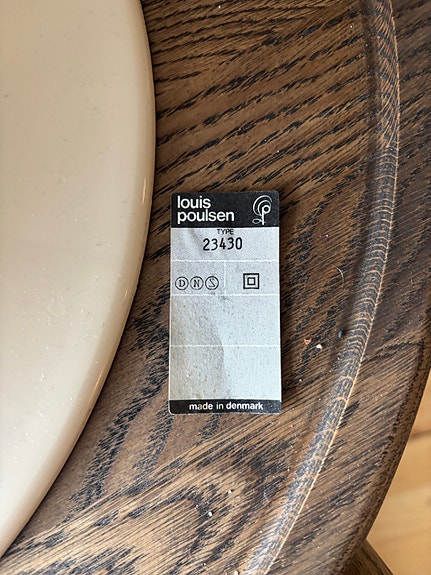 louis
poulsen
TYPE
23430
D N S
made in denmark